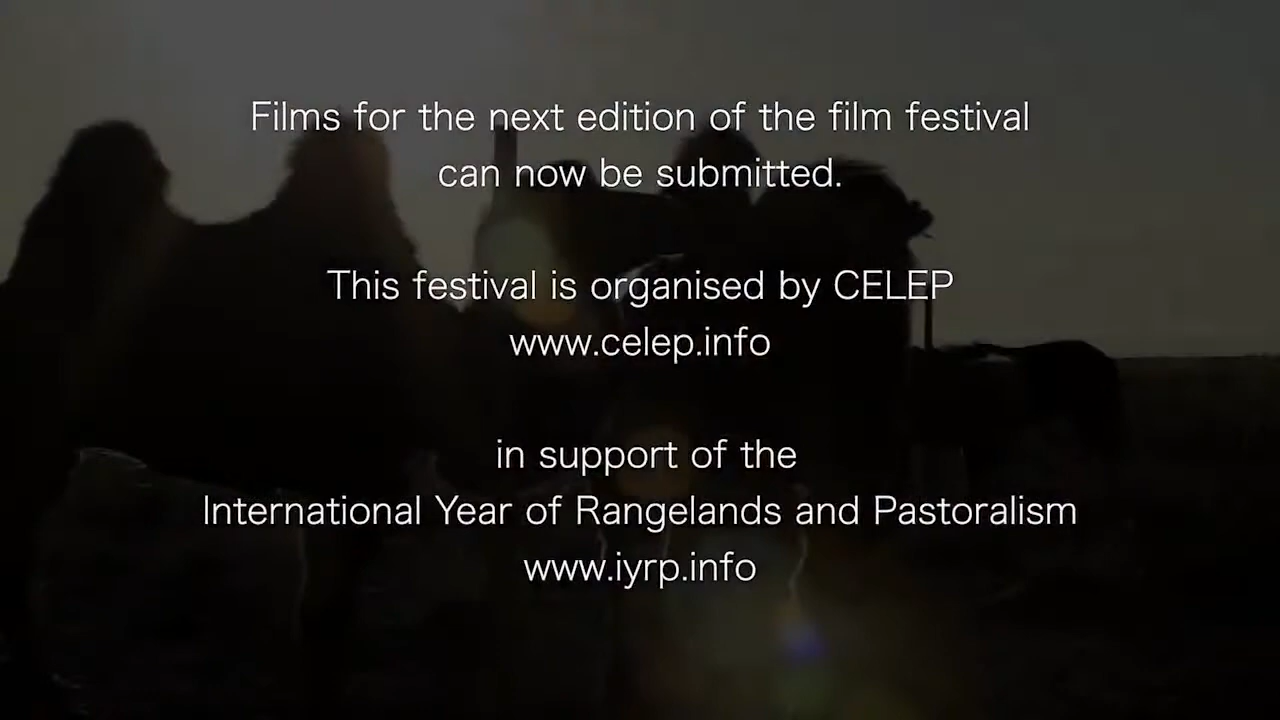 Films for the next edition of the film festival
can now be submitted.
This festival is organised by CELEP
www.celep.info
in support of the
International Year of Rangelands and Pastoralism
www.iyrp.info